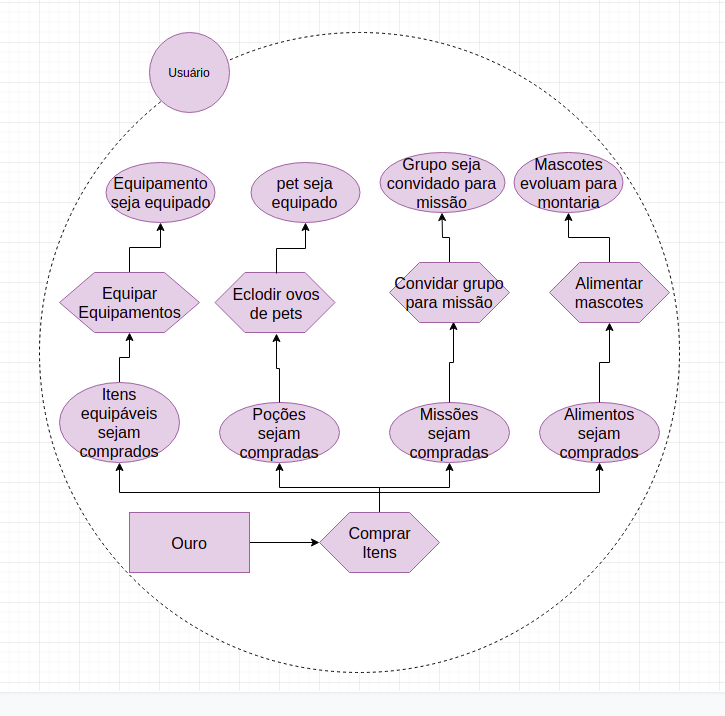 Usuário
Equipamento
seja equipado
pet seja
equipado
Grupo seja
convidado para
missão
Mascotes
evoluam para
montaria
Equipar
Equipamentos
Eclodir ovos
de pets
Convidar grupo
para missão
Alimentar
mascotes
Itens
equipáveis
sejam
comprados
Poções
sejam
compradas
Missões
sejam
compradas
Alimentos
sejam
comprados
Ouro
Comprar
Itens